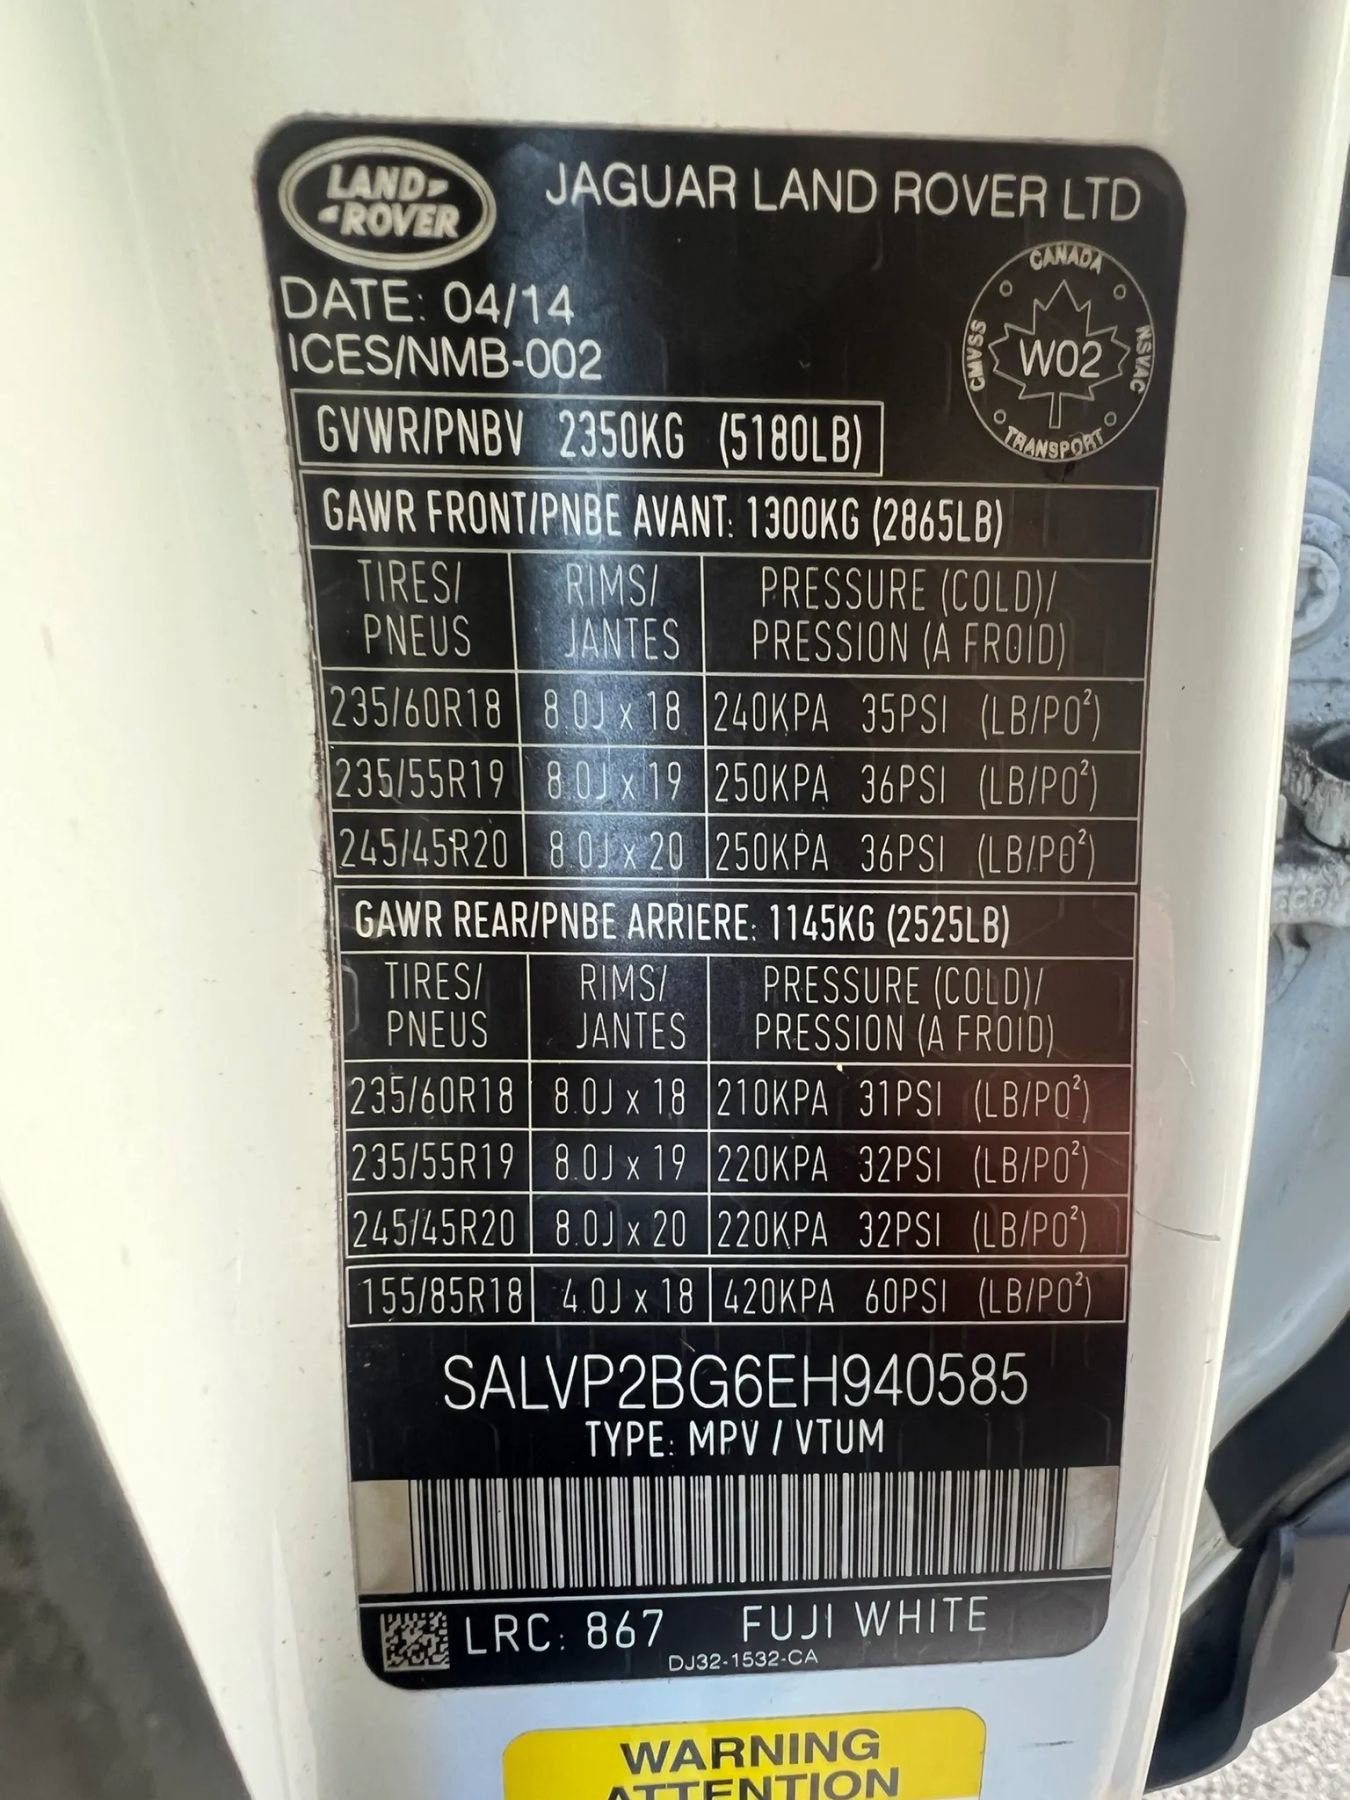 LAND-
-ROVER
JAGUAR LAND ROVER LTD
DATE: 04/14
ICES/NMB-002
CANADA
CMVSS
W02
NSVAC
TRANSPORT
GVWR/PNBV 2350KG (5180LB)
GAWR FRONT/PNBE AVANT: 1300KG (2865LB)
TIRES/ RIMS/ PRESSURE (COLD)/
PNEUS JANTES PRESSION (A FROID)
235/60R18 8.0J x 18 240KPA 35PSI (LB/PO²)
235/55R19 8.0J x 19 250KPA 36PSI (LB/PO²)
245/45R20 8.0J x 20 250KPA 36PSI (LB/PO²)
GAWR REAR/PNBE ARRIERE: 1145KG (2525LB)
TIRES/ RIMS/ PRESSURE (COLD)/
PNEUS JANTES PRESSION (A FROID)
235/60R18 8.0J x 18 210KPA 31PSI (LB/PO²)
235/55R19 8.0J x 19 220KPA 32PSI (LB/PO²)
245/45R20 8.0J x 20 220KPA 32PSI (LB/PO²)
155/85R18 4.0J x 18 420KPA 60PSI (LB/PO²)
SALVP2BG6EH940585
TYPE: MPV / VTUM
LRC: 867 FUJI WHITE
DJ32-1532-CA
WARNING
ATTENTION